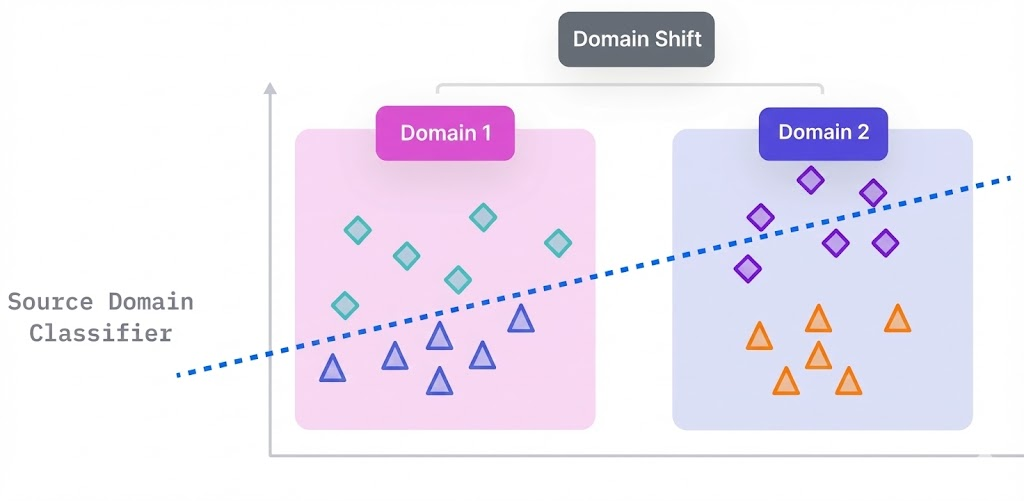 Domain Shift
Domain 1
Domain 2
Source Domain
Classifier